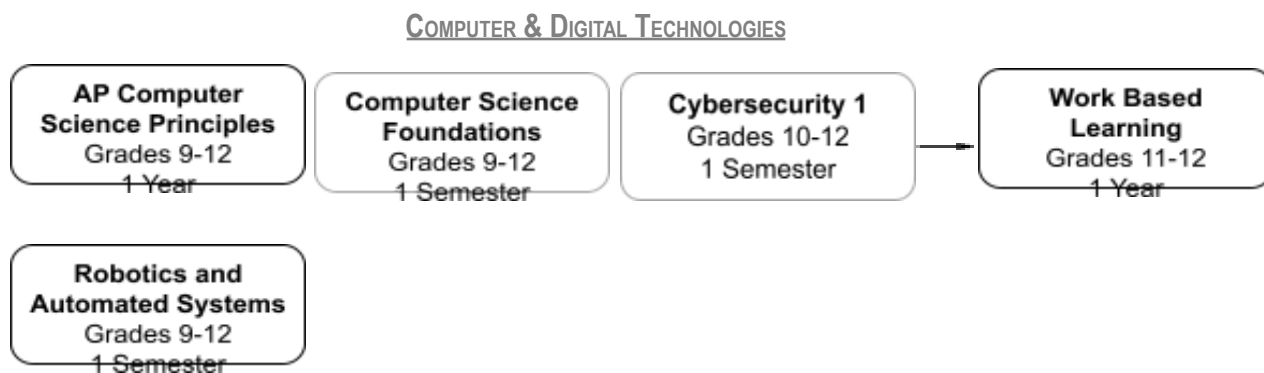 COMPUTER & DIGITAL TECHNOLOGIES
AP Computer
Science Principles
Grades 9-12
1 Year
Computer Science
Foundations
Grades 9-12
1 Semester
Cybersecurity 1
Grades 10-12
1 Semester
Work Based
Learning
Grades 11-12
1 Year
Robotics and
Automated Systems
Grades 9-12
1 Semester